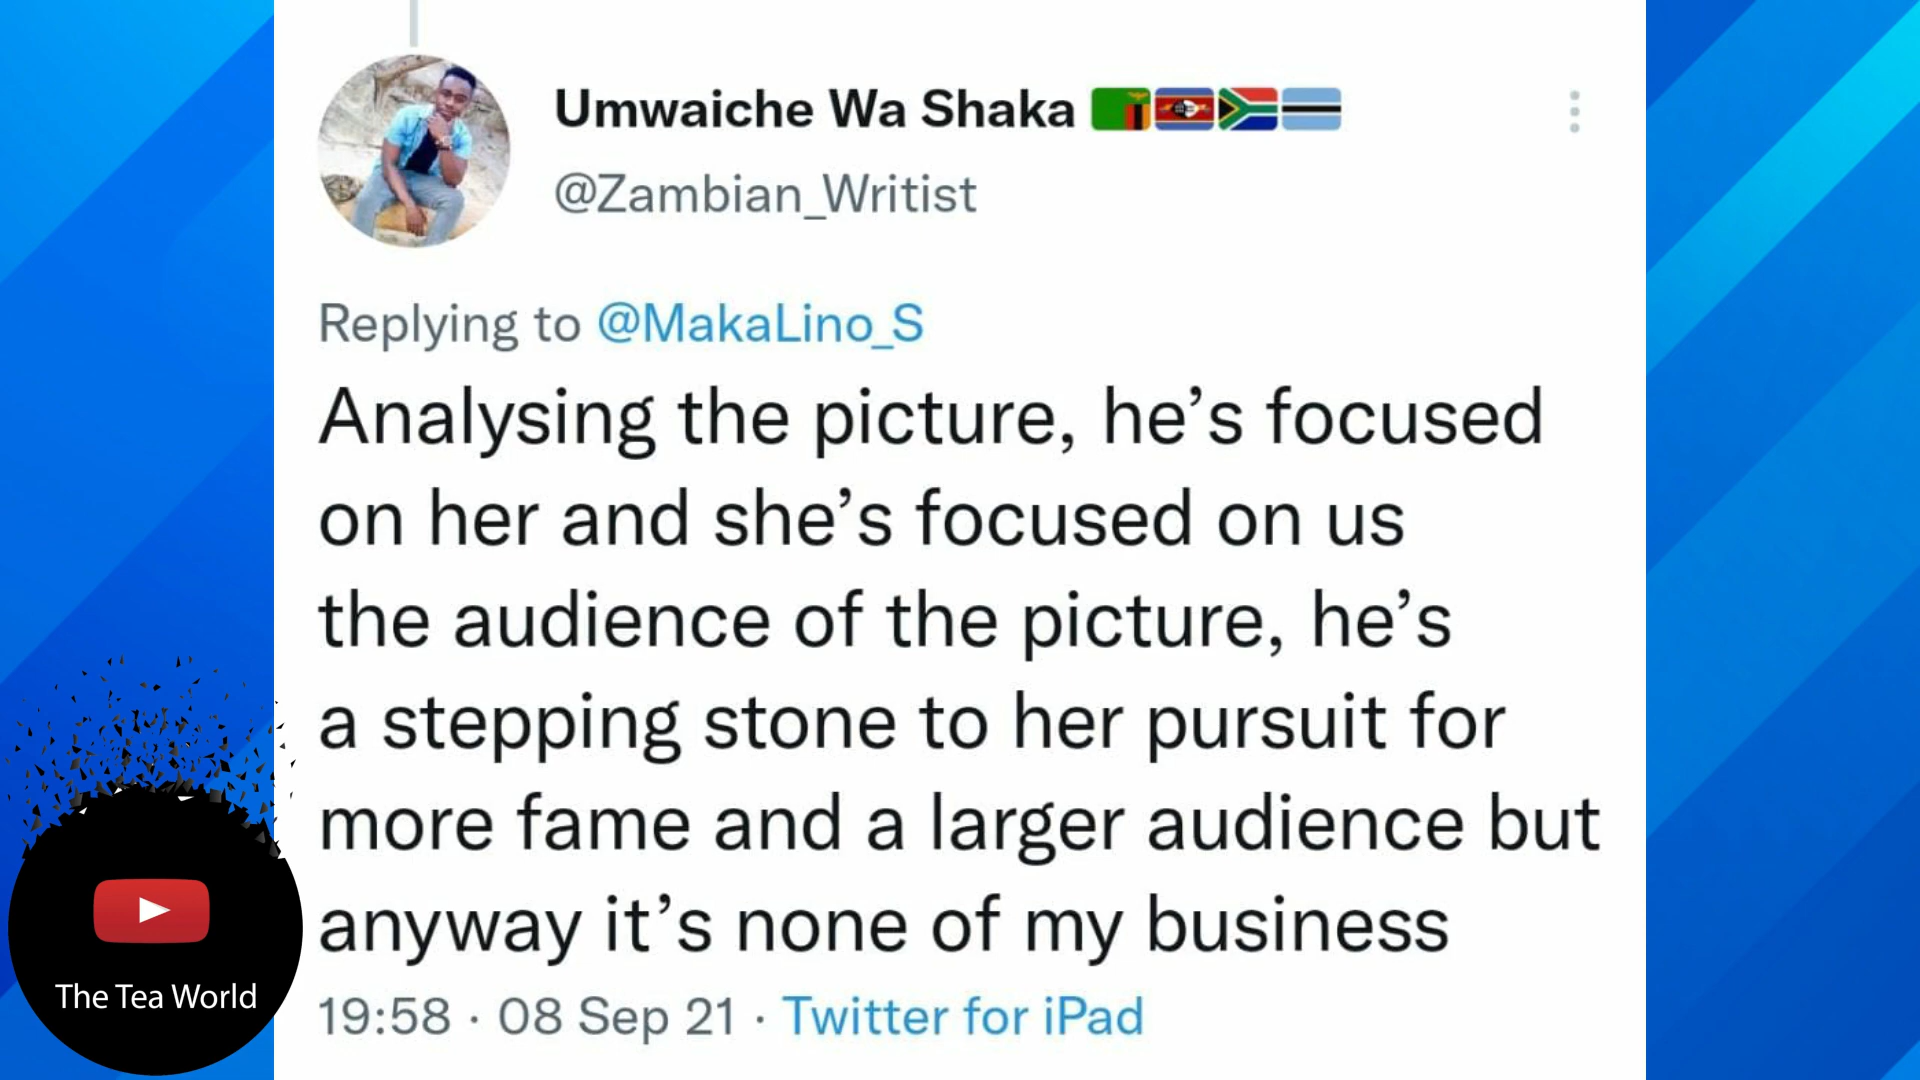 Umwaiche Wa Shaka
@Zambian_Writist
Replying to @MakaLino_S
Analysing the picture, he’s focused
on her and she’s focused on us
the audience of the picture, he’s
a stepping stone to her pursuit for
more fame and a larger audience but
anyway it’s none of my business
19:58 · 08 Sep 21 · Twitter for iPad
The Tea World